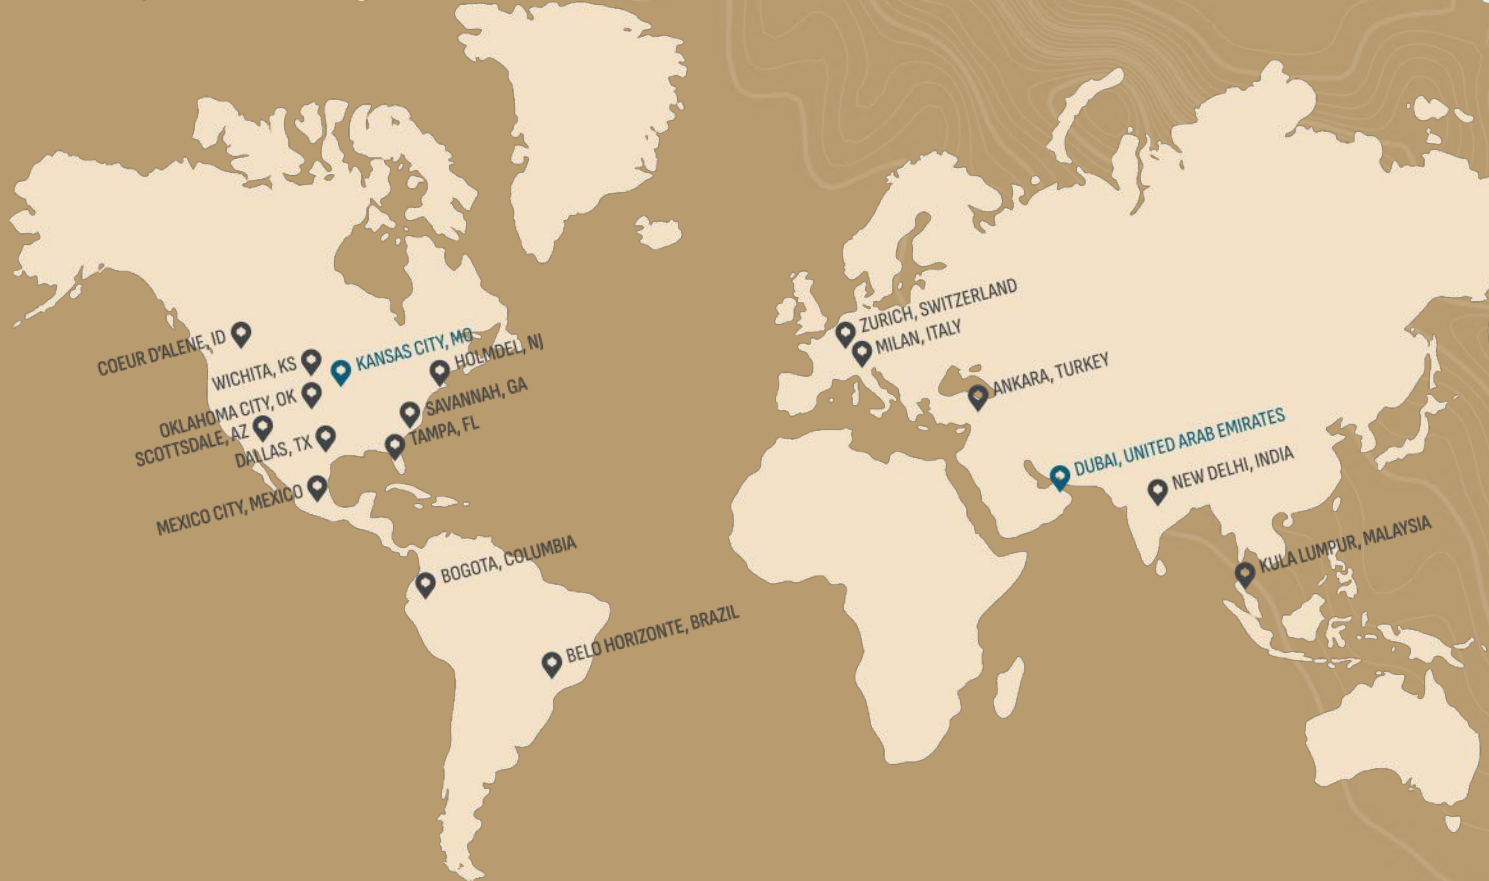 COEUR D'ALENE, ID
WICHITA, KS
KANSAS CITY, MO
HOLMDEL, NJ
OKLAHOMA CITY, OK
SCOTTSDALE, AZ
SAVANNAH, GA
DALLAS, TX
TAMPA, FL
MEXICO CITY, MEXICO
BOGOTA, COLUMBIA
BELO HORIZONTE, BRAZIL
ZURICH, SWITZERLAND
MILAN, ITALY
ANKARA, TURKEY
DUBAI, UNITED ARAB EMIRATES
NEW DELHI, INDIA
KULA LUMPUR, MALAYSIA